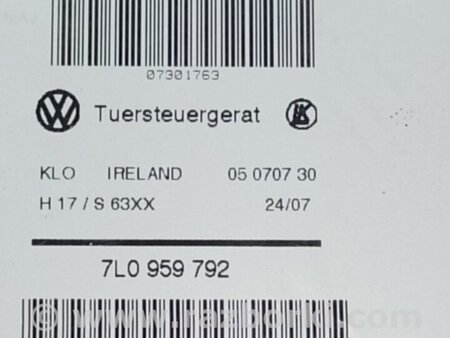 07301763
Tuersteuergerat
KLO IRELAND 05 0707 30
H 17 / S 63XX 24/07
7L0 959 792
© www.razborki.com